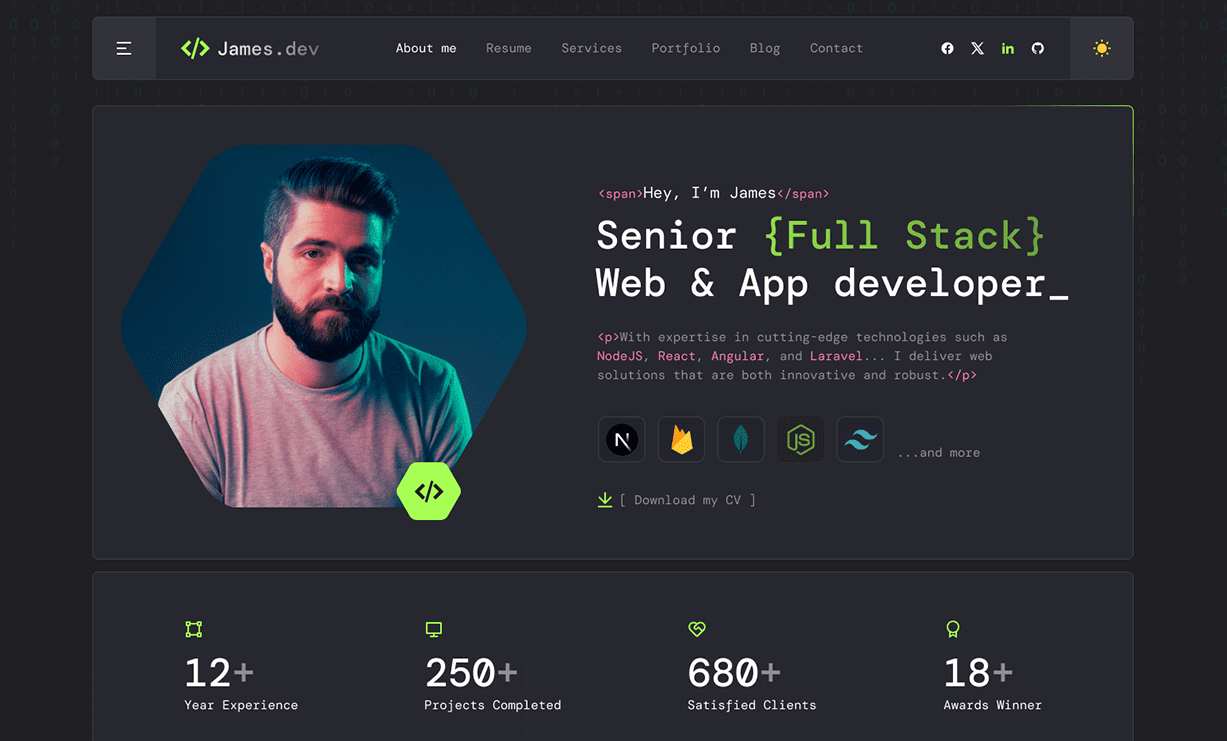 </> James.dev
About me Resume Services Portfolio Blog Contact
<span>Hey, I’m James</span>
Senior {Full Stack}
Web & App developer_
<p>With expertise in cutting-edge technologies such as
NodeJS, React, Angular, and Laravel... I deliver web
solutions that are both innovative and robust.</p>
N JS ...and more
</>
[ Download my CV ]
12+ 250+ 680+ 18+
Year Experience Projects Completed Satisfied Clients Awards Winner